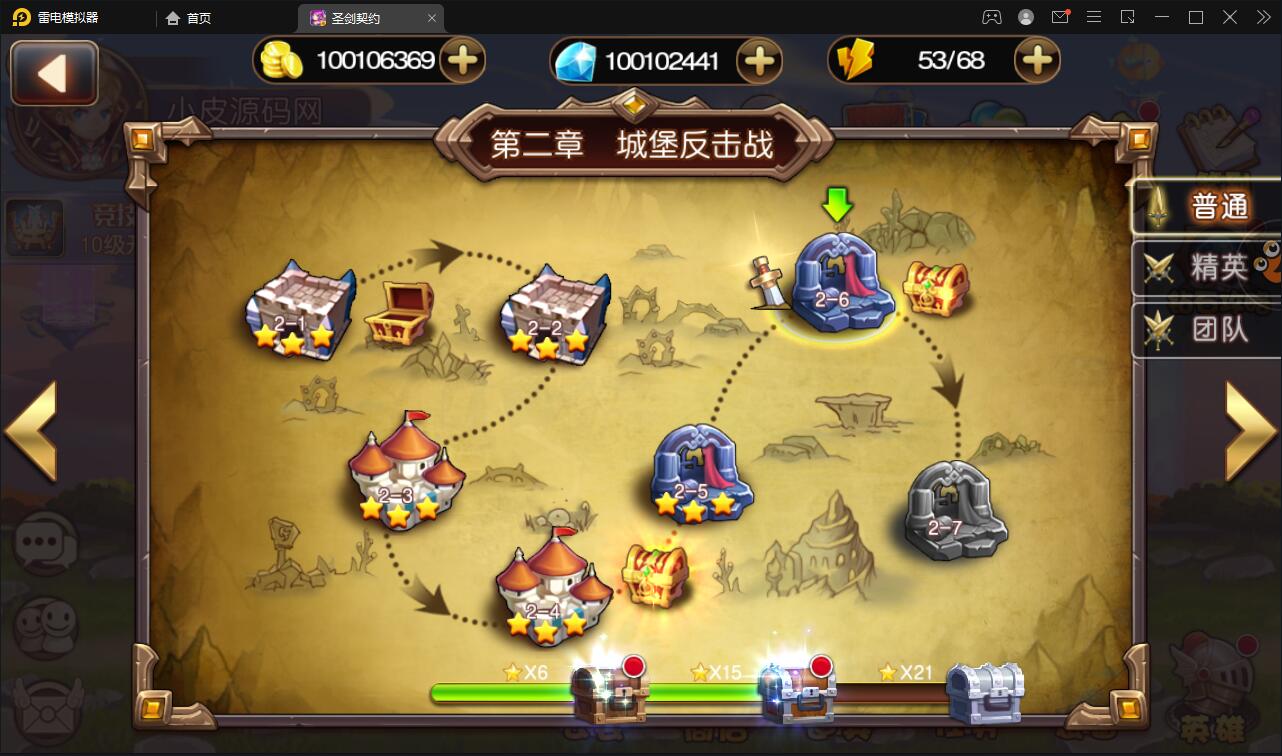 雷电模拟器
首页
圣剑契约
100106369
100102441
53/68
小皮源码网
第二章 城堡反击战
普通
精英
团队
竞技
10级开
2-1
2-2
2-6
2-3
2-5
2-7
2-4
X6
X15
X21
英雄